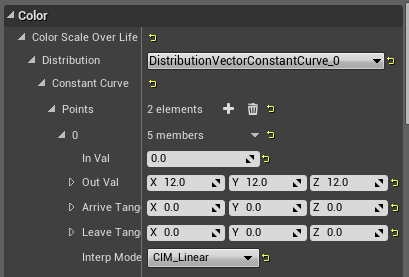 Color
Color Scale Over Life
Distribution DistributionVectorConstantCurve_0
Constant Curve
Points 2 elements
0 5 members
In Val 0.0
Out Val X 12.0 Y 12.0 Z 12.0
Arrive Tange X 0.0 Y 0.0 Z 0.0
Leave Tange X 0.0 Y 0.0 Z 0.0
Interp Mode CIM_Linear